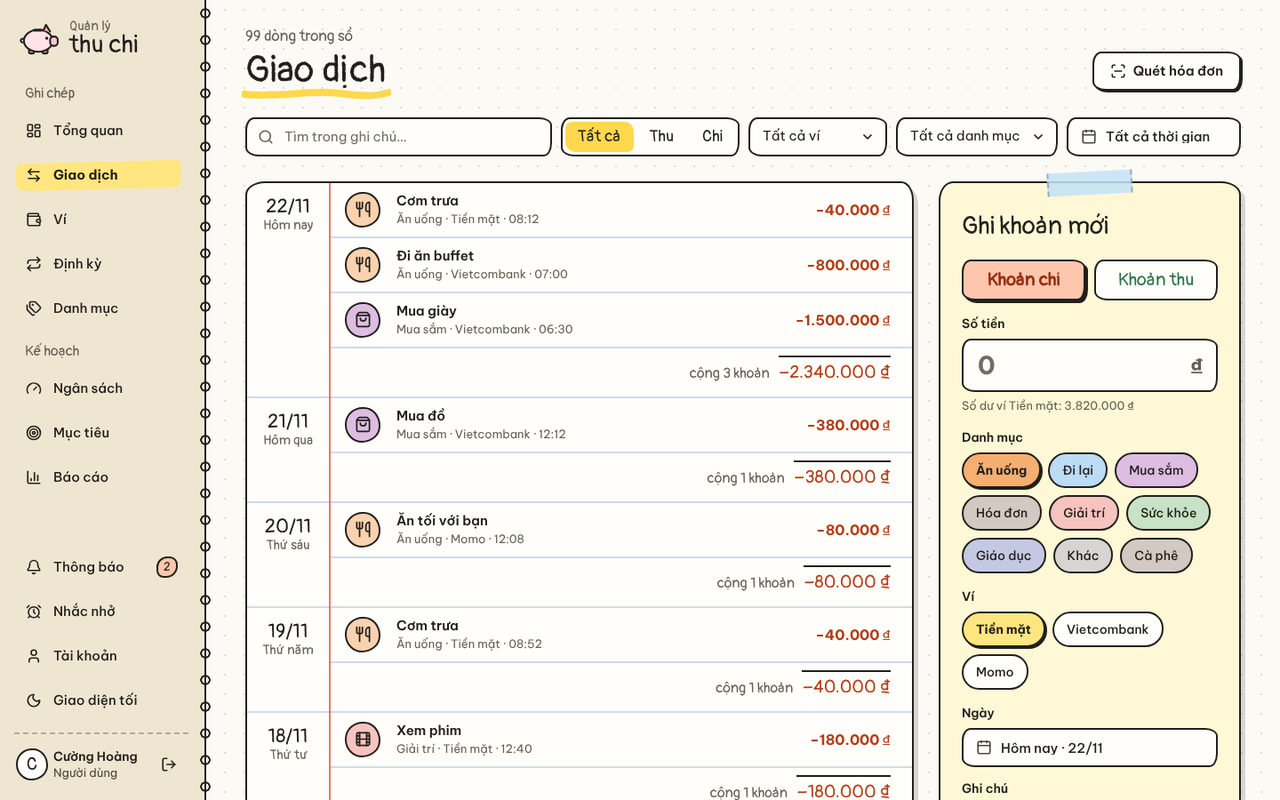 Quản lý
thu chi
Ghi chép
Tổng quan
Giao dịch
Ví
Định kỳ
Danh mục
Kế hoạch
Ngân sách
Mục tiêu
Báo cáo
Thông báo
2
Nhắc nhở
Tài khoản
Giao diện tối
C
Cường Hoàng
Người dùng
99 dòng trong sổ
Giao dịch
Quét hóa đơn
Tìm trong ghi chú...
Tất cả
Thu
Chi
Tất cả ví
Tất cả danh mục
Tất cả thời gian
22/11
Hôm nay
Cơm trưa
Ăn uống · Tiền mặt · 08:12
-40.000 ₫
Đi ăn buffet
Ăn uống · Vietcombank · 07:00
-800.000 ₫
Mua giày
Mua sắm · Vietcombank · 06:30
-1.500.000 ₫
cộng 3 khoản
−2.340.000 ₫
21/11
Hôm qua
Mua đồ
Mua sắm · Vietcombank · 12:12
-380.000 ₫
cộng 1 khoản
−380.000 ₫
20/11
Thứ sáu
Ăn tối với bạn
Ăn uống · Momo · 12:08
-80.000 ₫
cộng 1 khoản
−80.000 ₫
19/11
Thứ năm
Cơm trưa
Ăn uống · Tiền mặt · 08:52
-40.000 ₫
cộng 1 khoản
−40.000 ₫
18/11
Thứ tư
Xem phim
Giải trí · Tiền mặt · 12:40
-180.000 ₫
cộng 1 khoản
−180.000 ₫
Ghi khoản mới
Khoản chi
Khoản thu
Số tiền
0
₫
Số dư ví Tiền mặt: 3.820.000 ₫
Danh mục
Ăn uống
Đi lại
Mua sắm
Hóa đơn
Giải trí
Sức khỏe
Giáo dục
Khác
Cà phê
Ví
Tiền mặt
Vietcombank
Momo
Ngày
Hôm nay · 22/11
Ghi chú